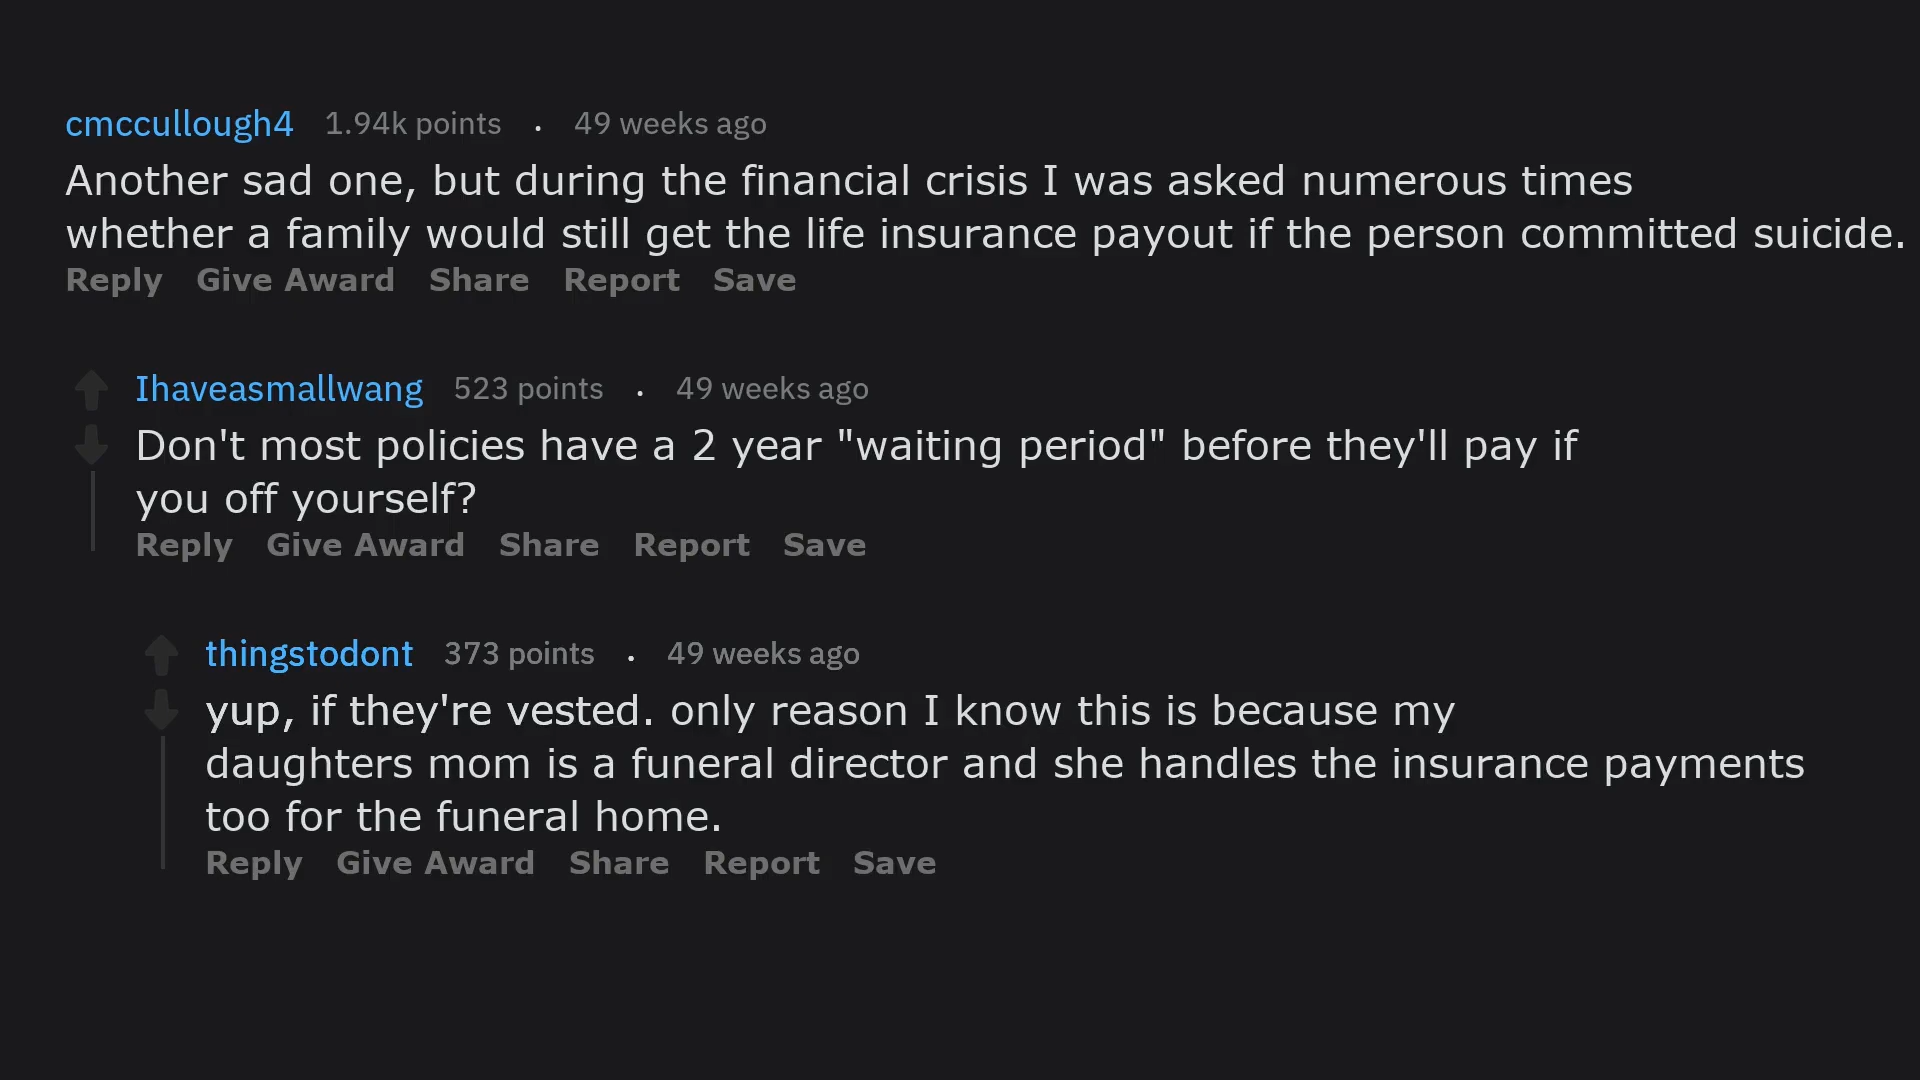 cmccullough4 1.94k points . 49 weeks ago
Another sad one, but during the financial crisis I was asked numerous times
whether a family would still get the life insurance payout if the person committed suicide.
Reply Give Award Share Report Save
Ihaveasmallwang 523 points . 49 weeks ago
Don't most policies have a 2 year "waiting period" before they'll pay if
you off yourself?
Reply Give Award Share Report Save
thingstodont 373 points . 49 weeks ago
yup, if they're vested. only reason I know this is because my
daughters mom is a funeral director and she handles the insurance payments
too for the funeral home.
Reply Give Award Share Report Save